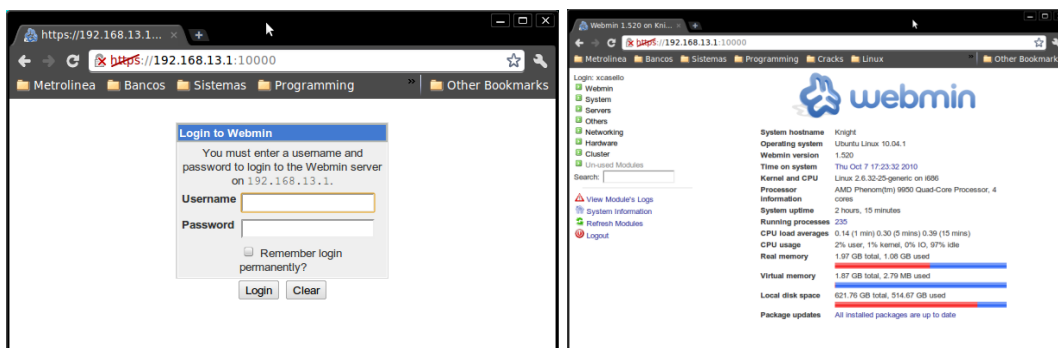 https://192.168.13.1...
https://192.168.13.1:10000
Metrolinea Bancos Sistemas Programming » Other Bookmarks
Login to Webmin
You must enter a username and
password to login to the Webmin server
on 192.168.13.1.
Username
Password
Remember login
permanently?
Login Clear
Webmin 1.520 on Kni...
https://192.168.13.1:10000
Metrolinea Bancos Sistemas Programming Cracks Linux » Other Bookmarks
Login: xcasello
Webmin
System
Servers
Others
Networking
Hardware
Cluster
Un-used Modules
Search:
View Module's Logs
System Information
Refresh Modules
Logout
webmin
System hostname Knight
Operating system Ubuntu Linux 10.04.1
Webmin version 1.520
Time on system Thu Oct 7 17:23:32 2010
Kernel and CPU Linux 2.6.32-25-generic on i686
Processor information AMD Phenom(tm) 9950 Quad-Core Processor, 4 cores
System uptime 2 hours, 15 minutes
Running processes 235
CPU load averages 0.14 (1 min) 0.30 (5 mins) 0.39 (15 mins)
CPU usage 2% user, 1% kernel, 0% IO, 97% idle
Real memory 1.97 GB total, 1.08 GB used
Virtual memory 1.87 GB total, 2.79 MB used
Local disk space 621.76 GB total, 514.67 GB used
Package updates All installed packages are up to date